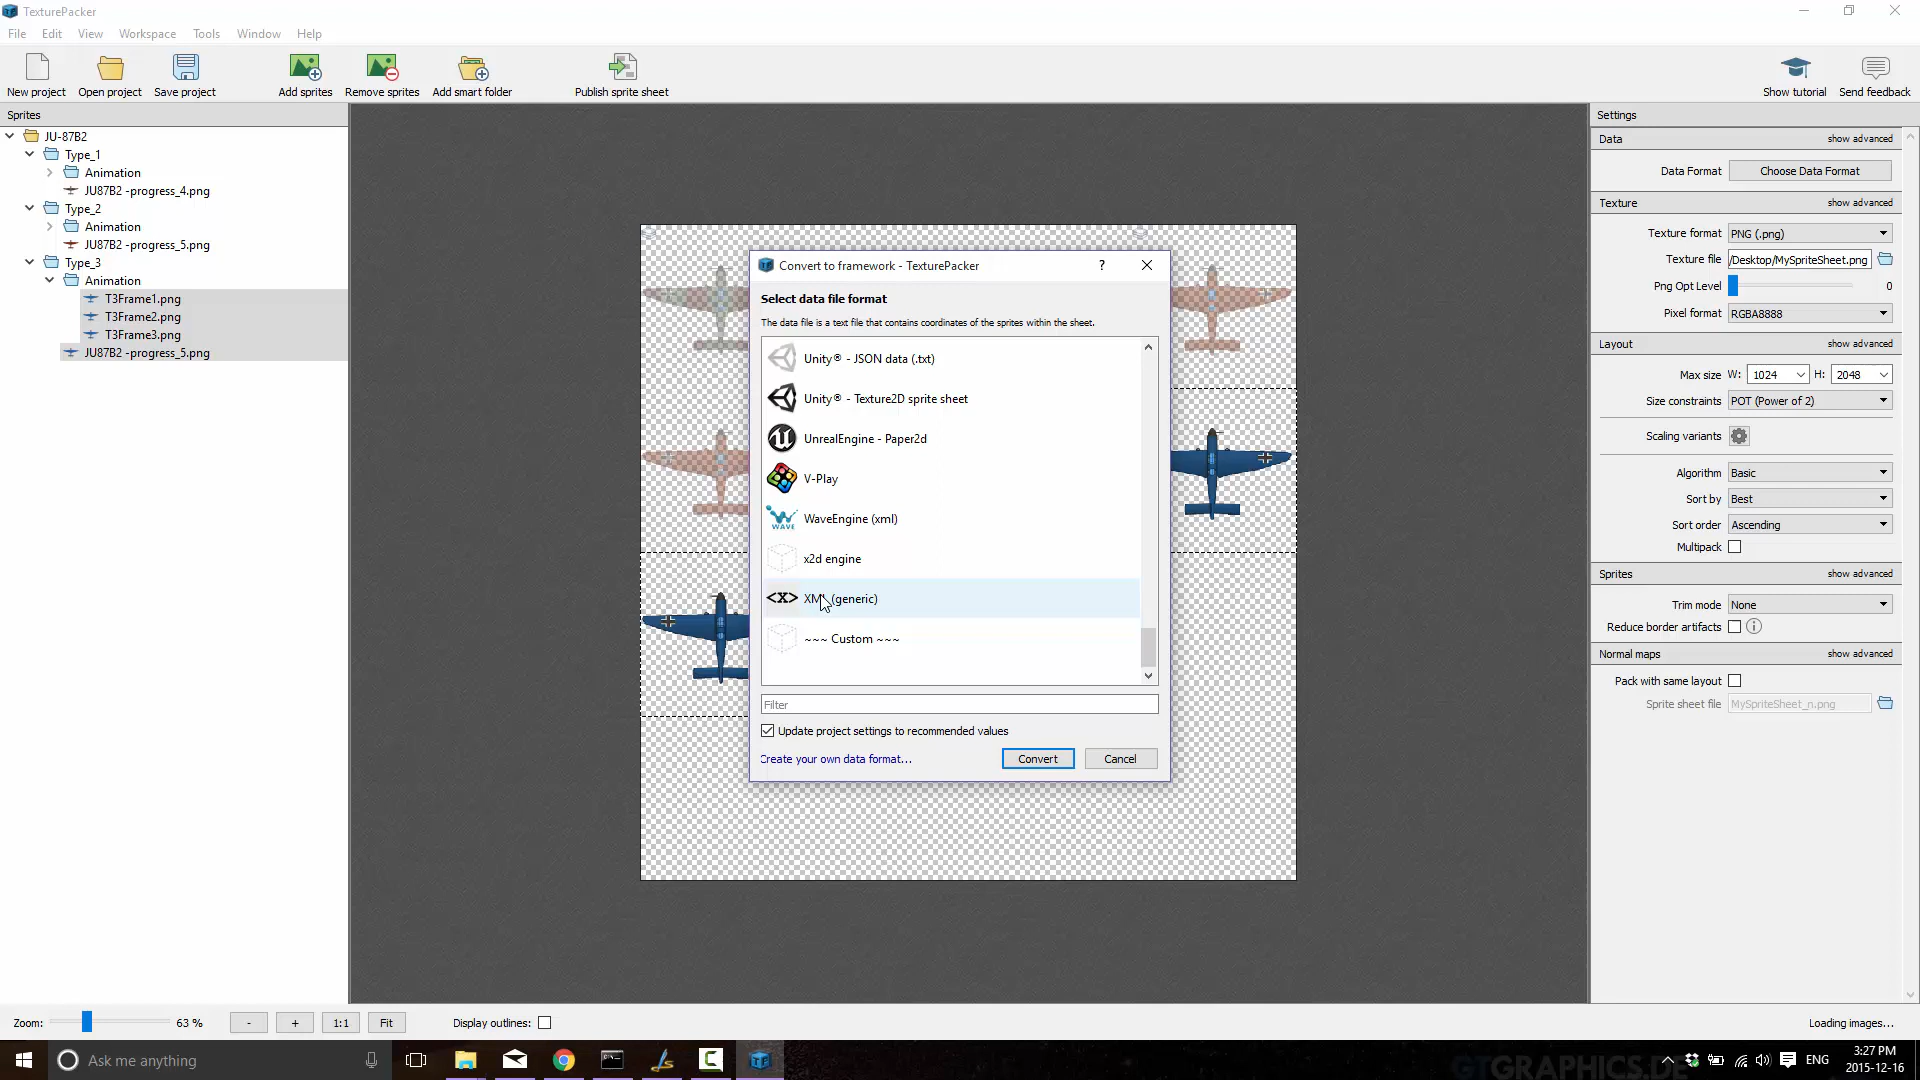 TexturePacker
File Edit View Workspace Tools Window Help
New project Open project Save project Add sprites Remove sprites Add smart folder Publish sprite sheet Show tutorial Send feedback
Sprites
JU-87B2
Type_1
Animation
JU87B2 -progress_4.png
Type_2
Animation
JU87B2 -progress_5.png
Type_3
Animation
T3Frame1.png
T3Frame2.png
T3Frame3.png
JU87B2 -progress_5.png
Convert to framework - TexturePacker
Select data file format
The data file is a text file that contains coordinates of the sprites within the sheet.
Unity® - JSON data (.txt)
Unity® - Texture2D sprite sheet
UnrealEngine - Paper2d
V-Play
WAVE WaveEngine (xml)
x2d engine
<X> XML (generic)
~~~ Custom ~~~
Filter
Update project settings to recommended values
Create your own data format... Convert Cancel
Settings
Data show advanced
Data Format Choose Data Format
Texture show advanced
Texture format PNG (.png)
Texture file /Desktop/MySpriteSheet.png
Png Opt Level 0
Pixel format RGBA8888
Layout show advanced
Max size W: 1024 H: 2048
Size constraints POT (Power of 2)
Scaling variants
Algorithm Basic
Sort by Best
Sort order Ascending
Multipack
Sprites show advanced
Trim mode None
Reduce border artifacts
Normal maps show advanced
Pack with same layout
Sprite sheet file MySpriteSheet_n.png
Zoom: 63 % - + 1:1 Fit Display outlines: Loading images...
Ask me anything
GTGRAPHICS.DE
ENG
3:27 PM
2015-12-16